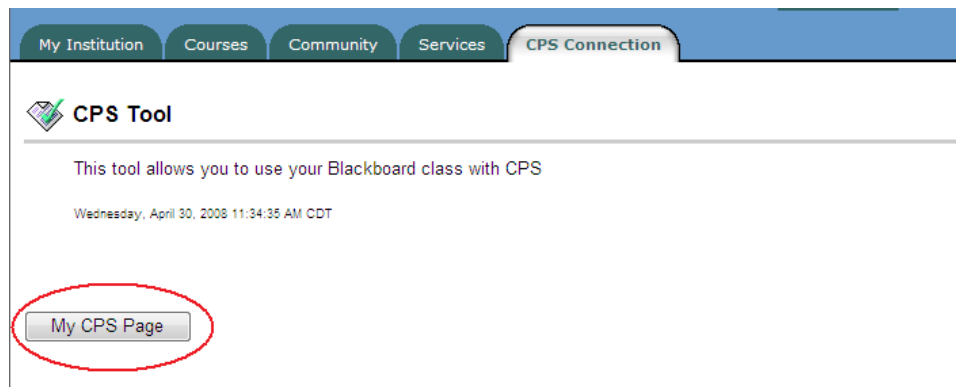 My Institution Courses Community Services CPS Connection
CPS Tool
This tool allows you to use your Blackboard class with CPS
Wednesday, April 30, 2008 11:34:35 AM CDT
My CPS Page